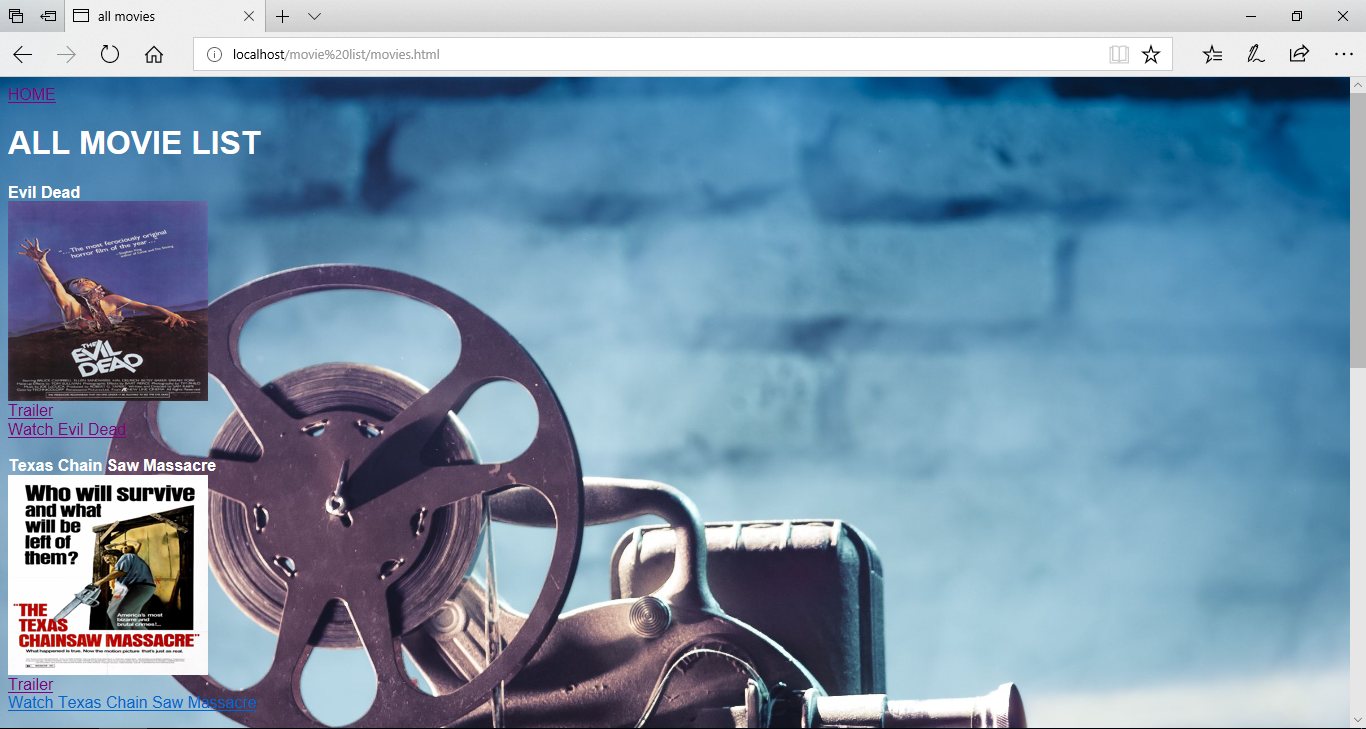 all movies
localhost/movie%20list/movies.html
HOME
ALL MOVIE LIST
Evil Dead
"...The most ferociously original
horror film of the year..."
THE
EVIL
DEAD
Trailer
Watch Evil Dead
Texas Chain Saw Massacre
Who will survive
and what
will be
left of
them?
America's most
bizarre and
brutal crimes!...
"THE
TEXAS
CHAINSAW MASSACRE"
What happened is true. Now the motion picture that's just as real.
Trailer
Watch Texas Chain Saw Massacre